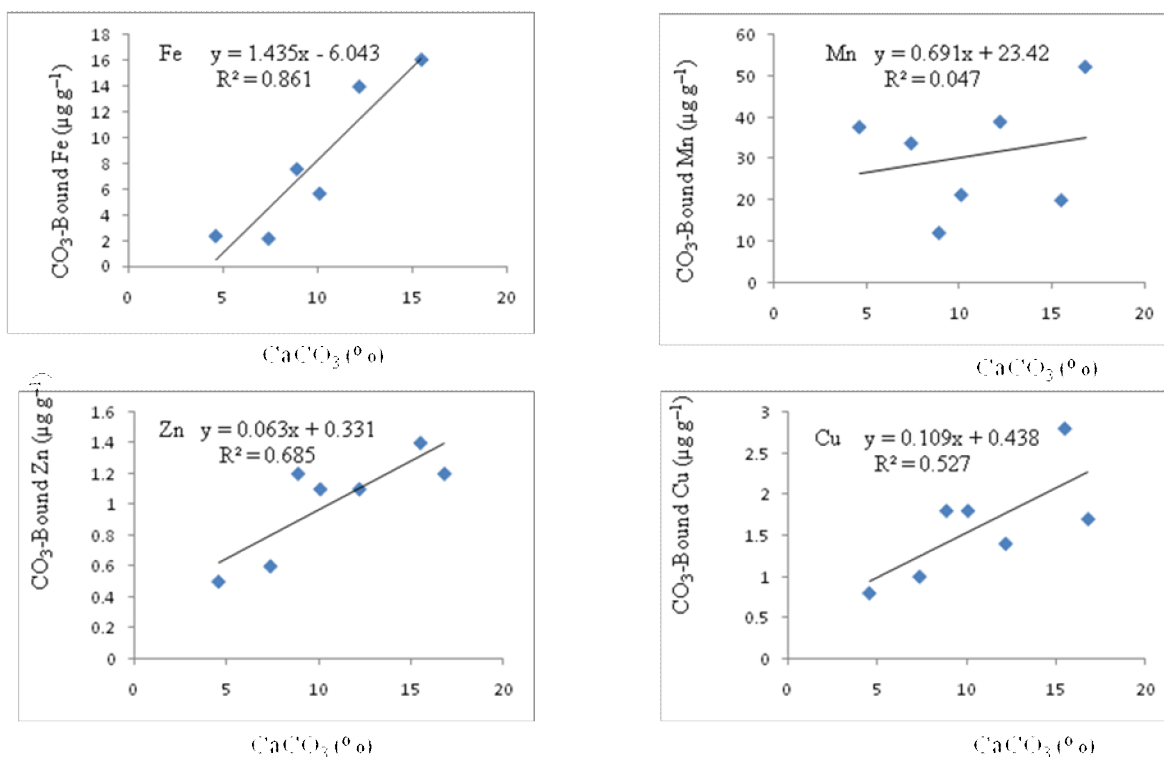 Fe y = 1.435x - 6.043
R² = 0.861
CO₃-Bound Fe (µg g⁻¹)
18
16
14
12
10
8
6
4
2
0
0 5 10 15 20
CaCO₃ (%)
Mn y = 0.691x + 23.42
R² = 0.047
CO₃-Bound Mn (µg g⁻¹)
60
50
40
30
20
10
0
0 5 10 15 20
CaCO₃ (%)
Zn y = 0.063x + 0.331
R² = 0.685
CO₃-Bound Zn (µg g⁻¹)
1.6
1.4
1.2
1
0.8
0.6
0.4
0.2
0
0 5 10 15 20
CaCO₃ (%)
Cu y = 0.109x + 0.438
R² = 0.527
CO₃-Bound Cu (µg g⁻¹)
3
2.5
2
1.5
1
0.5
0
0 5 10 15 20
CaCO₃ (%)